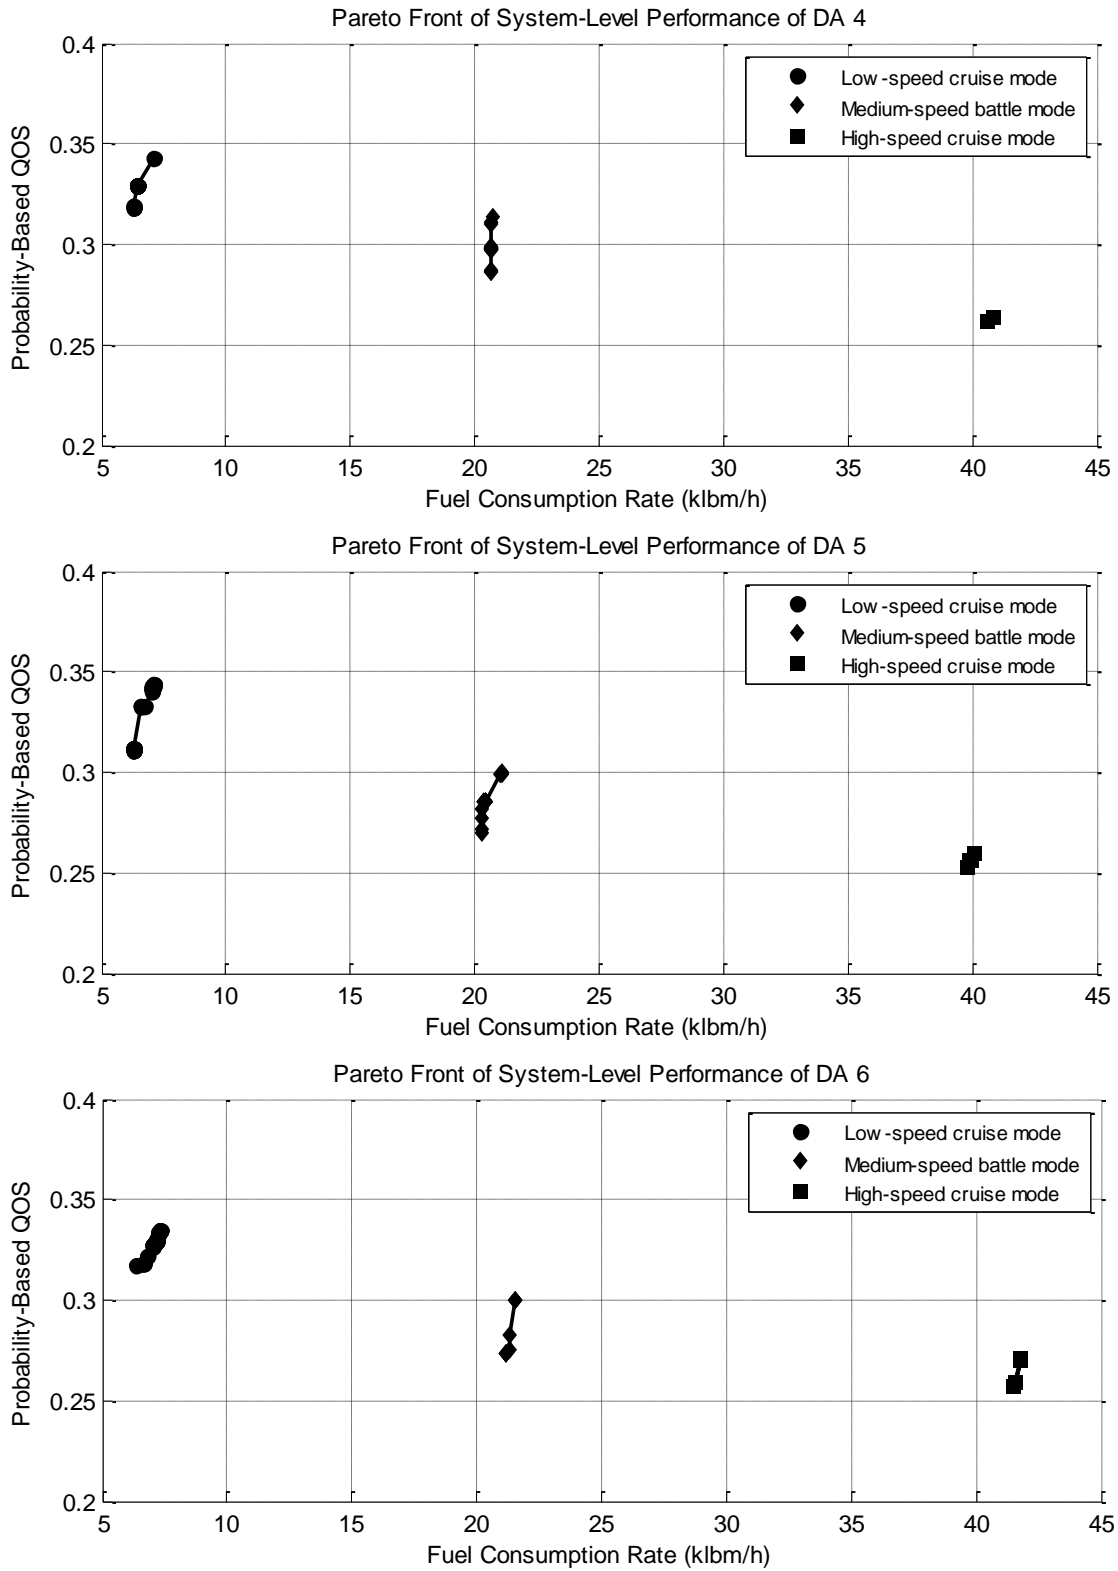 Pareto Front of System-Level Performance of DA 4
0.4
0.35
0.3
0.25
0.2
Probability-Based QOS
Low-speed cruise mode
Medium-speed battle mode
High-speed cruise mode
5 10 15 20 25 30 35 40 45
Fuel Consumption Rate (klbm/h)
Pareto Front of System-Level Performance of DA 5
0.4
0.35
0.3
0.25
0.2
Probability-Based QOS
Low-speed cruise mode
Medium-speed battle mode
High-speed cruise mode
5 10 15 20 25 30 35 40 45
Fuel Consumption Rate (klbm/h)
Pareto Front of System-Level Performance of DA 6
0.4
0.35
0.3
0.25
0.2
Probability-Based QOS
Low-speed cruise mode
Medium-speed battle mode
High-speed cruise mode
5 10 15 20 25 30 35 40 45
Fuel Consumption Rate (klbm/h)